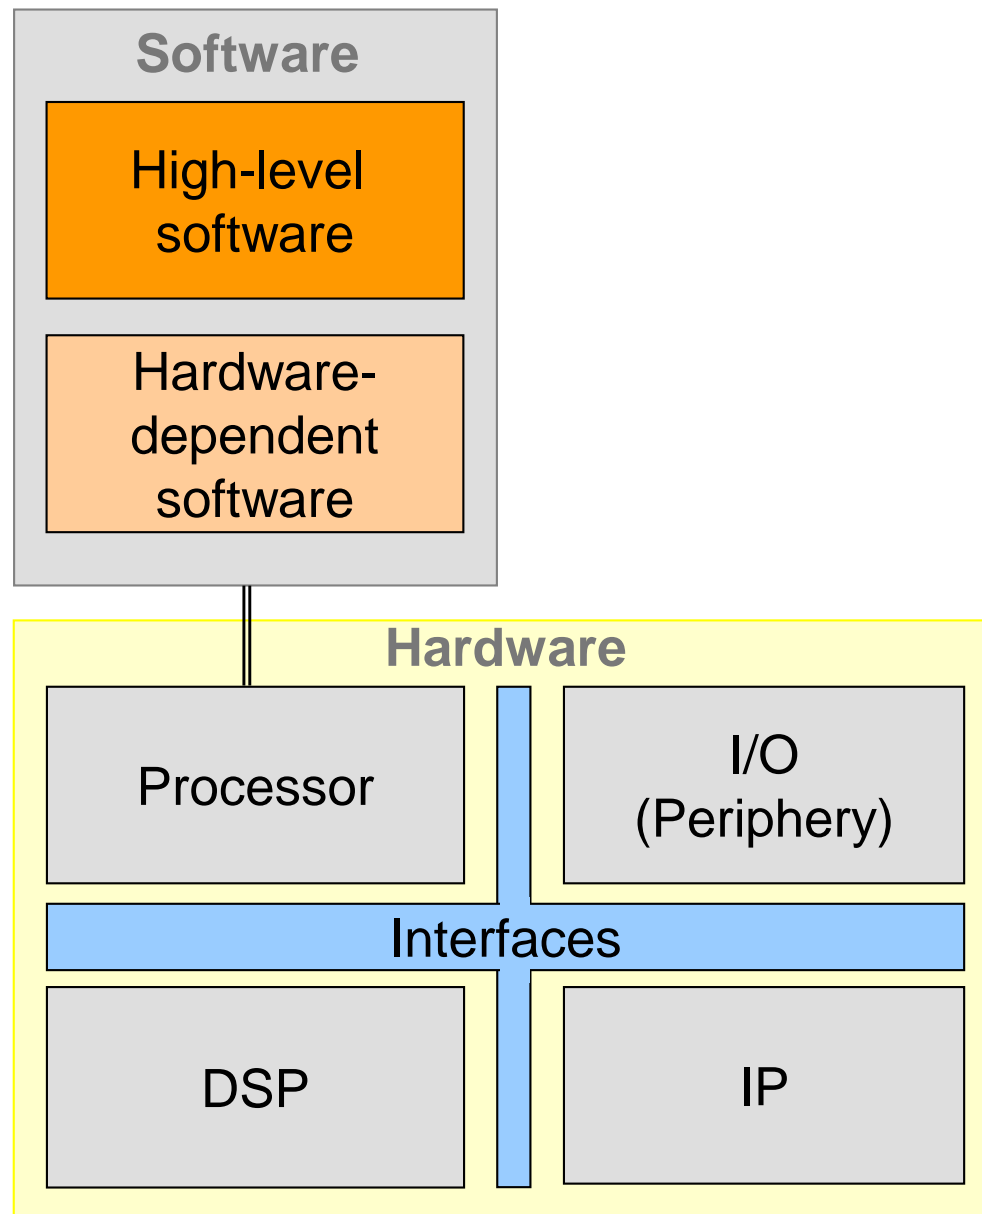 Software
High-level
software
Hardware-
dependent
software
Hardware
Processor
I/O
(Periphery)
Interfaces
DSP
IP